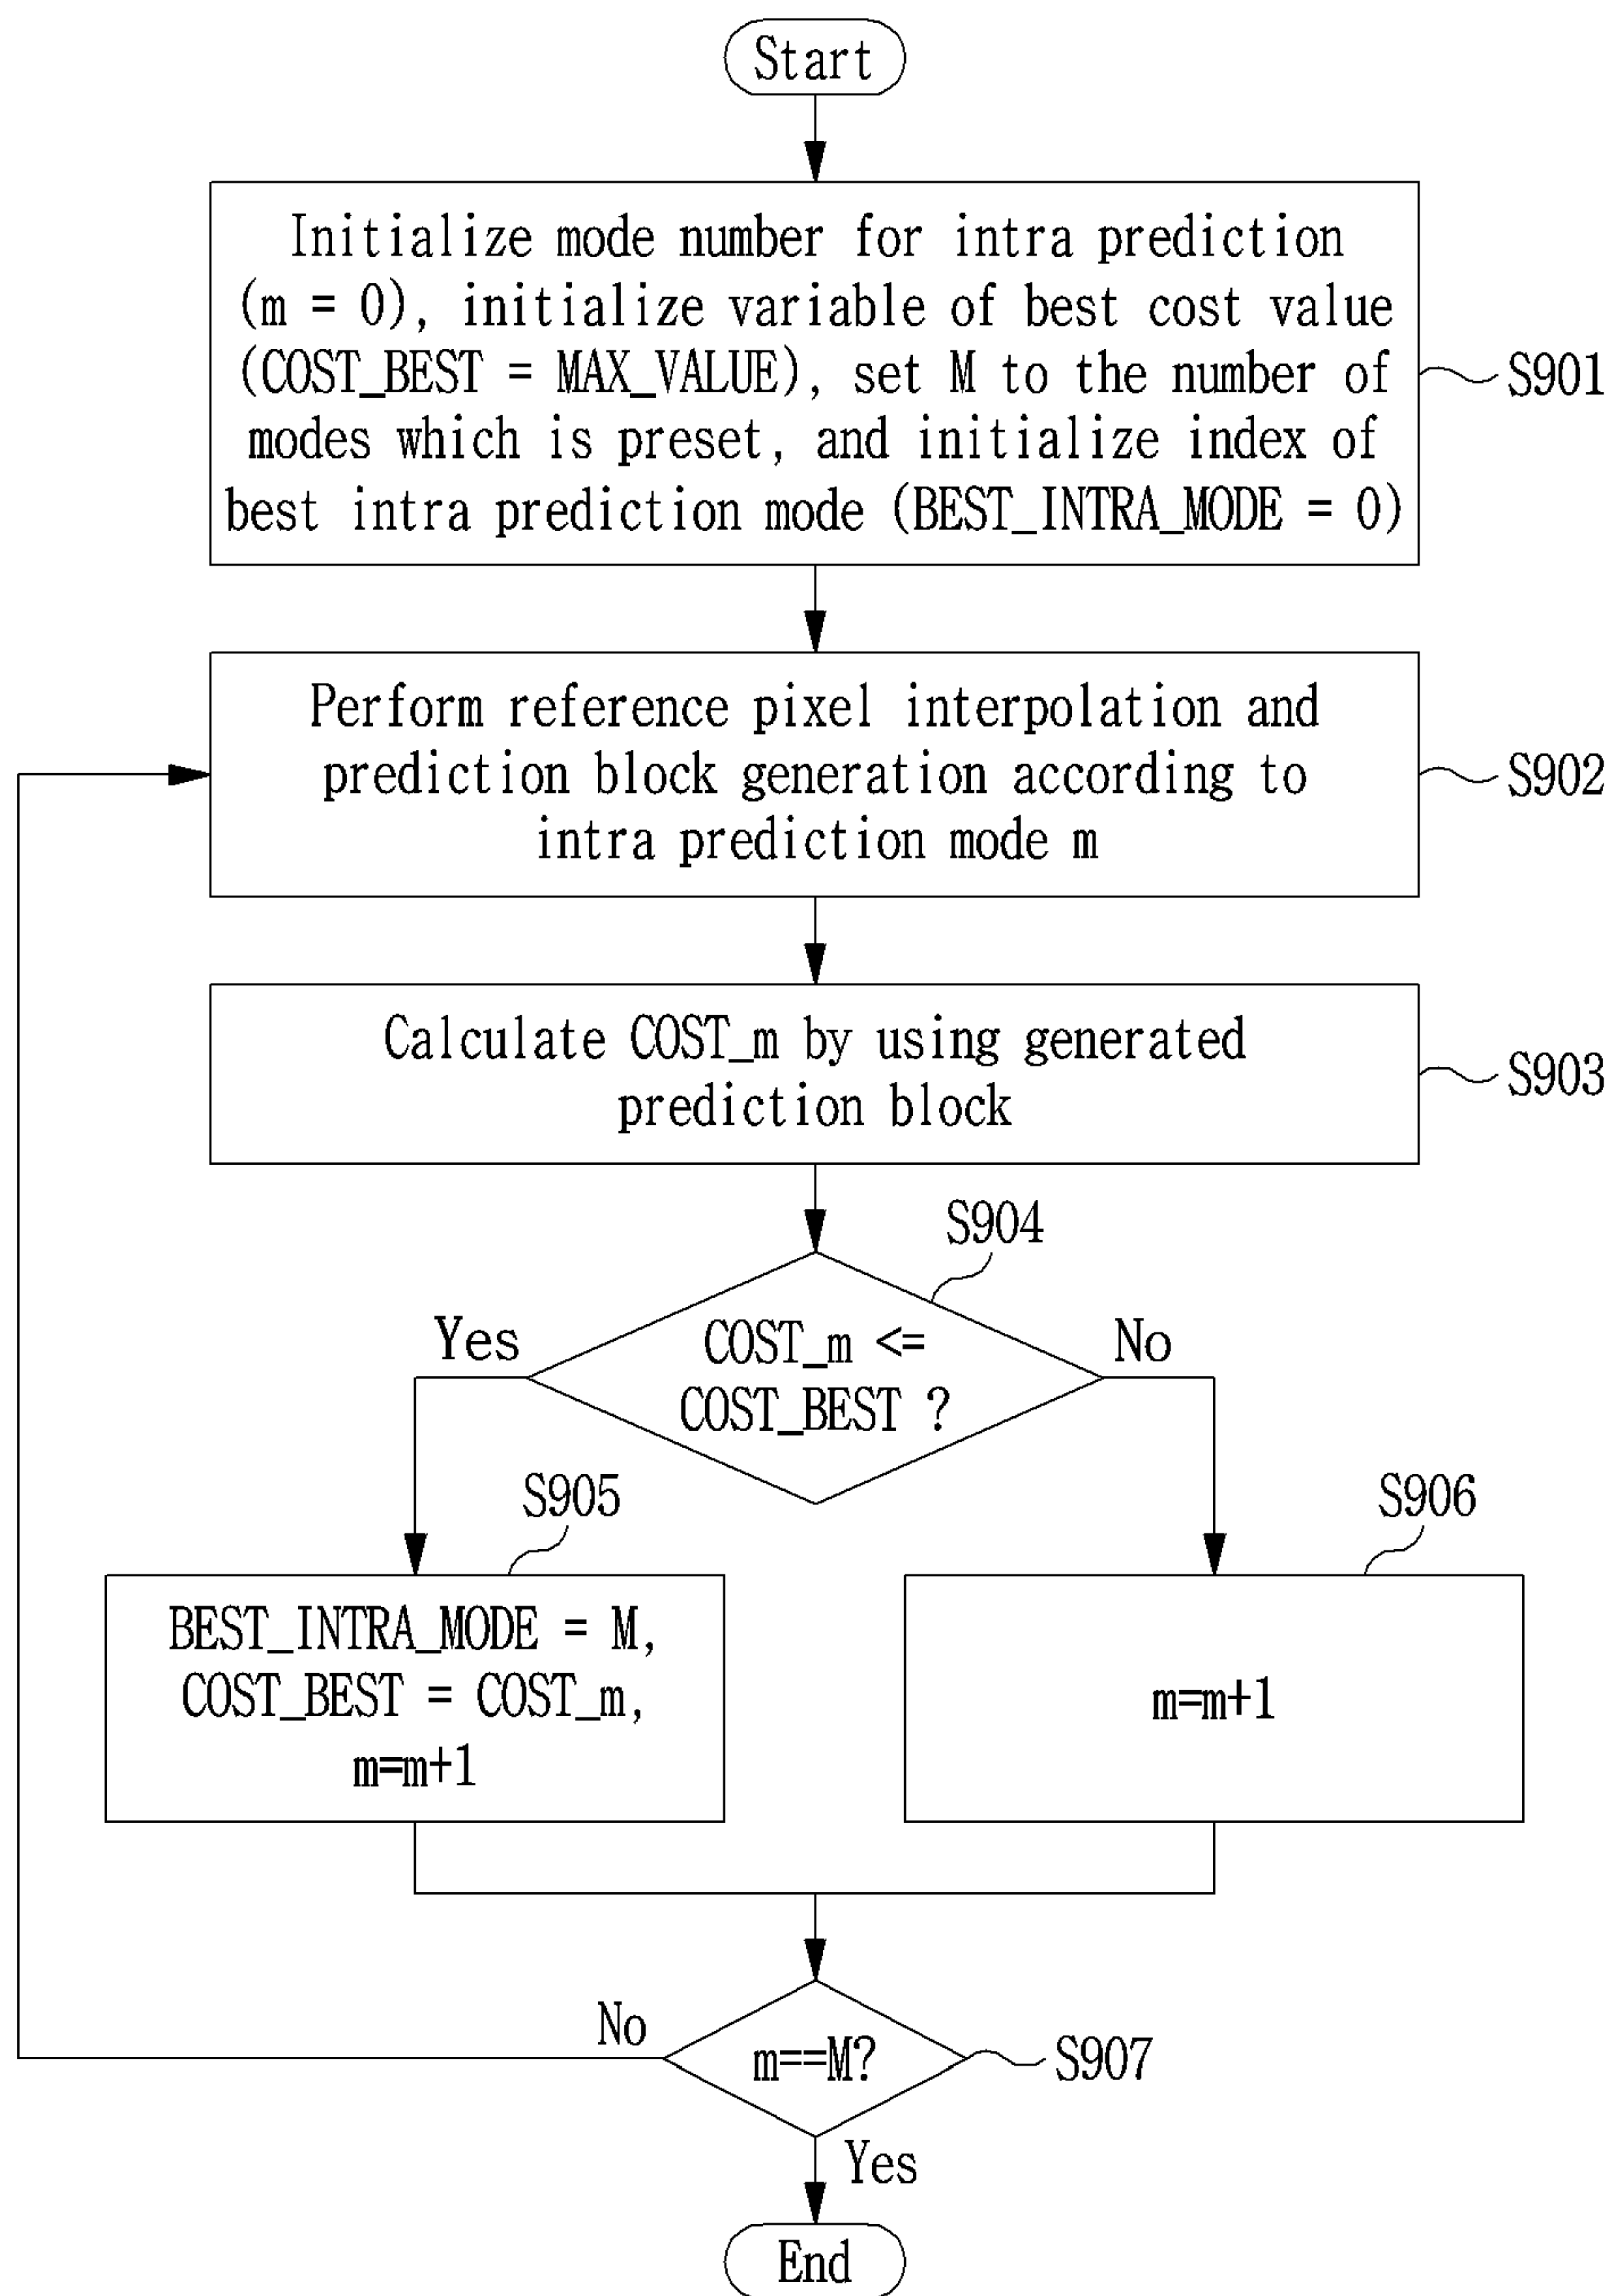 Start
Initialize mode number for intra prediction
(m = 0), initialize variable of best cost value
(COST_BEST = MAX_VALUE), set M to the number of
modes which is preset, and initialize index of
best intra prediction mode (BEST_INTRA_MODE = 0)
S901
Perform reference pixel interpolation and
prediction block generation according to
intra prediction mode m
S902
Calculate COST_m by using generated
prediction block
S903
S904
Yes
COST_m <=
COST_BEST ?
No
S905
BEST_INTRA_MODE = M,
COST_BEST = COST_m,
m=m+1
S906
m=m+1
No
m==M?
S907
Yes
End